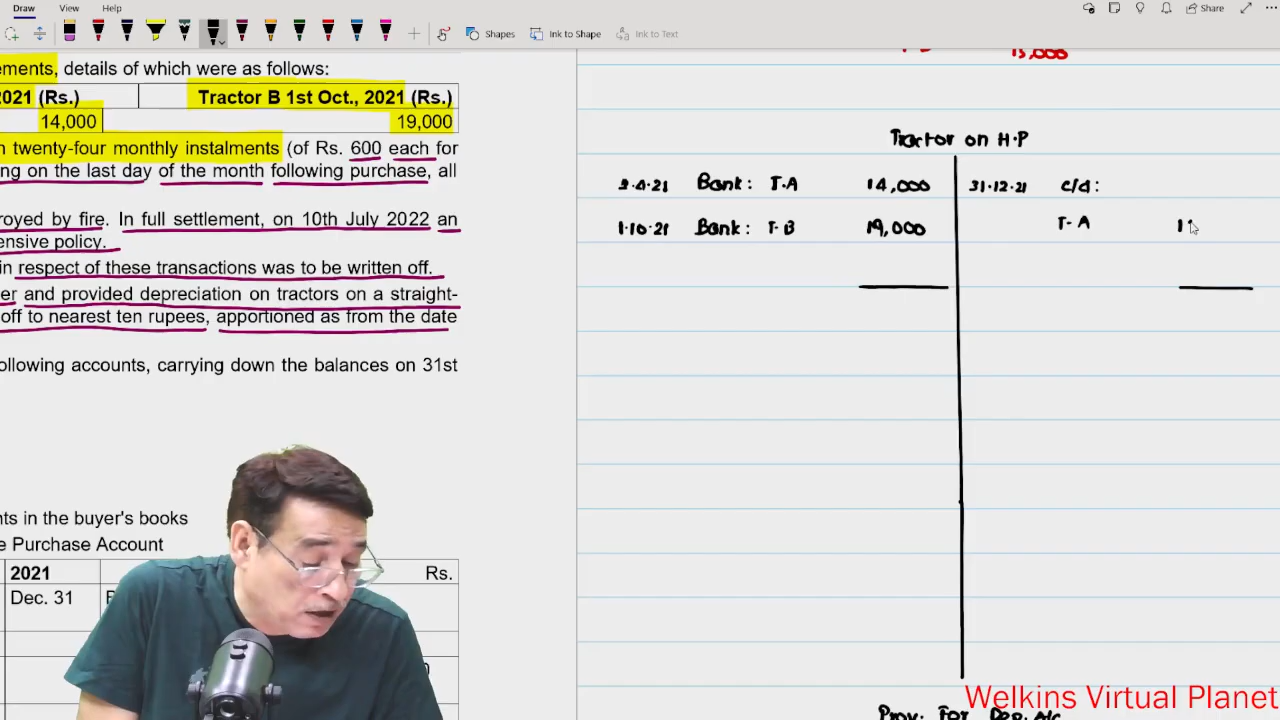 Draw View Help
Shapes Ink to Shape Ink to Text Share
ements, details of which were as follows:
2021 (Rs.) Tractor B 1st Oct., 2021 (Rs.)
14,000 19,000
n twenty-four monthly instalments (of Rs. 600 each for
ng on the last day of the month following purchase, all
royed by fire. In full settlement, on 10th July 2022 an
ensive policy.
in respect of these transactions was to be written off.
er and provided depreciation on tractors on a straight-
off to nearest ten rupees, apportioned as from the date
ollowing accounts, carrying down the balances on 31st
nts in the buyer's books
e Purchase Account
2021 Rs.
Dec. 31
15,000
Tractor on H.P
2.4.21 Bank: T.A 14,000 31.12.21 c/d:
1.10.21 Bank: T.B 19,000 T-A 1
Prov. For Dep. A/c
Welkins Virtual Planet